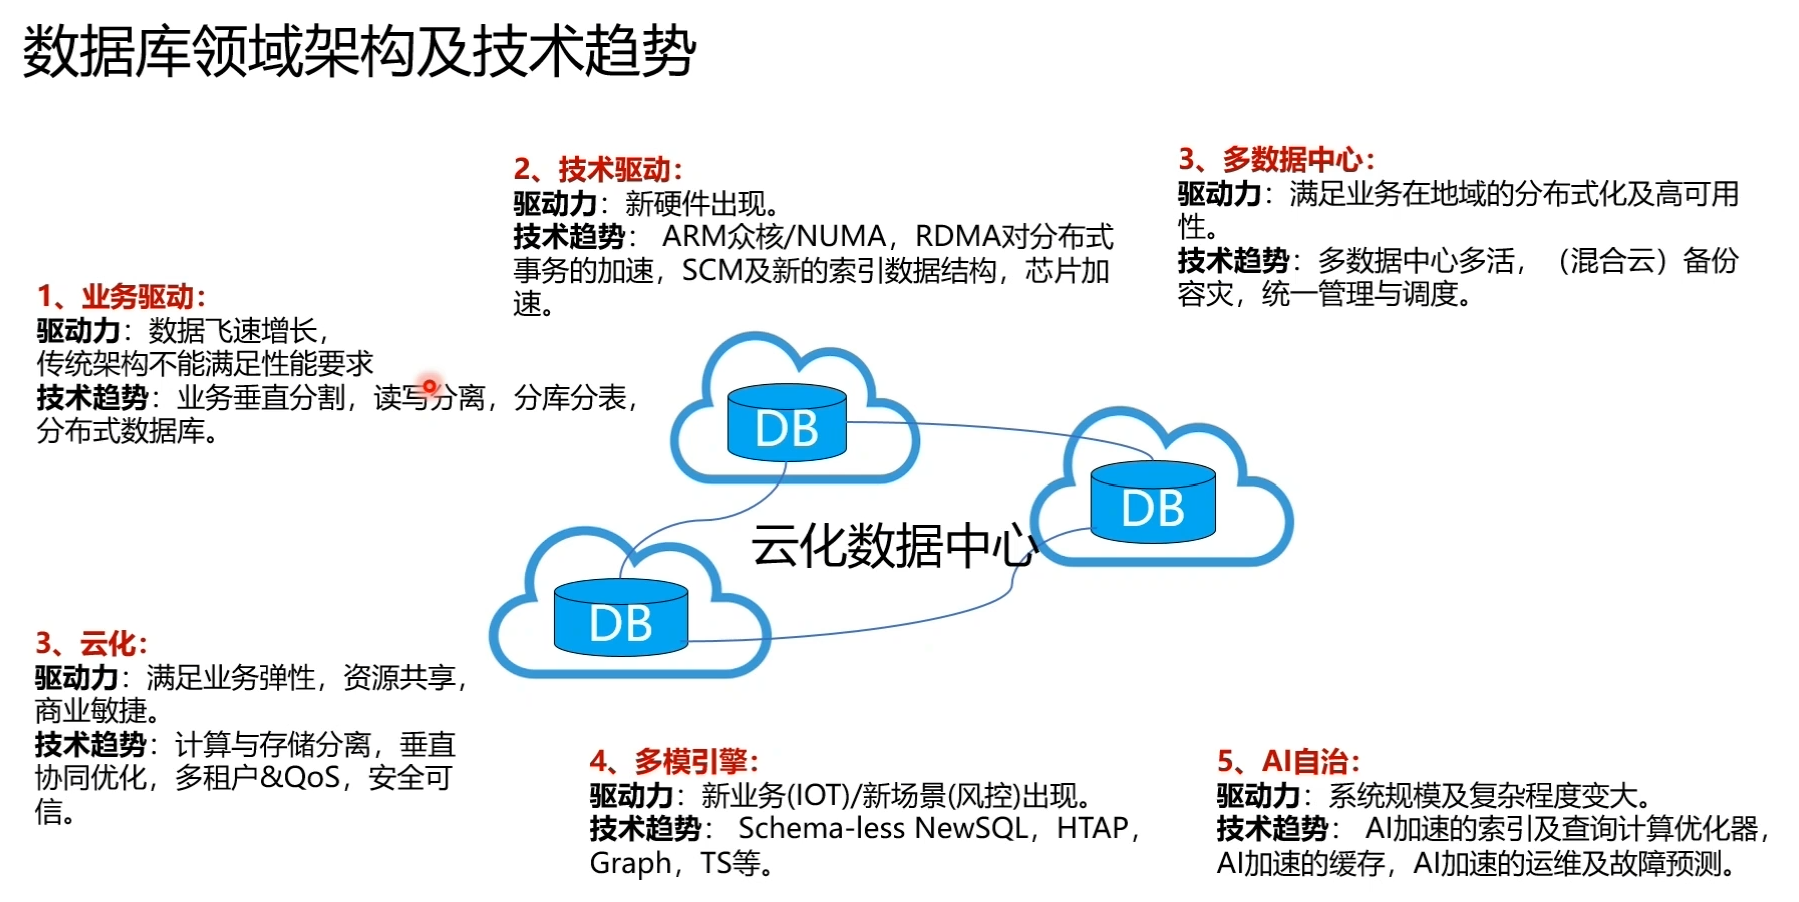 数据库领域架构及技术趋势
1、业务驱动：
驱动力：数据飞速增长，
传统架构不能满足性能要求
技术趋势：业务垂直分割，读写分离，分库分表，
分布式数据库。
2、技术驱动：
驱动力：新硬件出现。
技术趋势： ARM众核/NUMA，RDMA对分布式
事务的加速，SCM及新的索引数据结构，芯片加
速。
3、多数据中心：
驱动力：满足业务在地域的分布式化及高可用
性。
技术趋势：多数据中心多活，（混合云）备份
容灾，统一管理与调度。
DB
DB
云化数据中心
DB
3、云化：
驱动力：满足业务弹性，资源共享，
商业敏捷。
技术趋势：计算与存储分离，垂直
协同优化，多租户&QoS，安全可
信。
4、多模引擎：
驱动力：新业务(IOT)/新场景(风控)出现。
技术趋势： Schema-less NewSQL，HTAP，
Graph，TS等。
5、AI自治：
驱动力：系统规模及复杂程度变大。
技术趋势： AI加速的索引及查询计算优化器，
AI加速的缓存，AI加速的运维及故障预测。